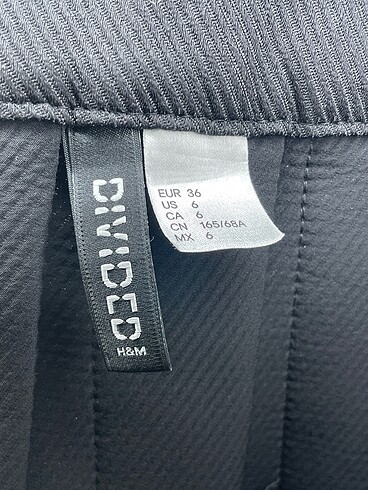 DIVIDED
H&M
EUR 36
US 6
CA 6
CN 165/68A
MX 6